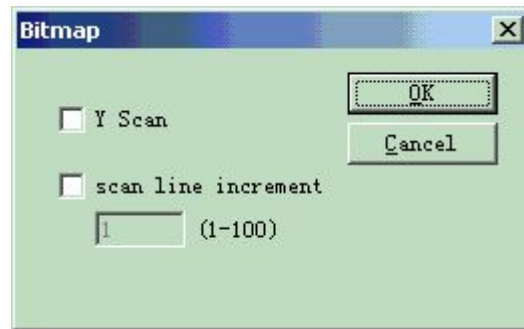 Bitmap
OK
Y Scan
Cancel
scan line increment
1 (1-100)